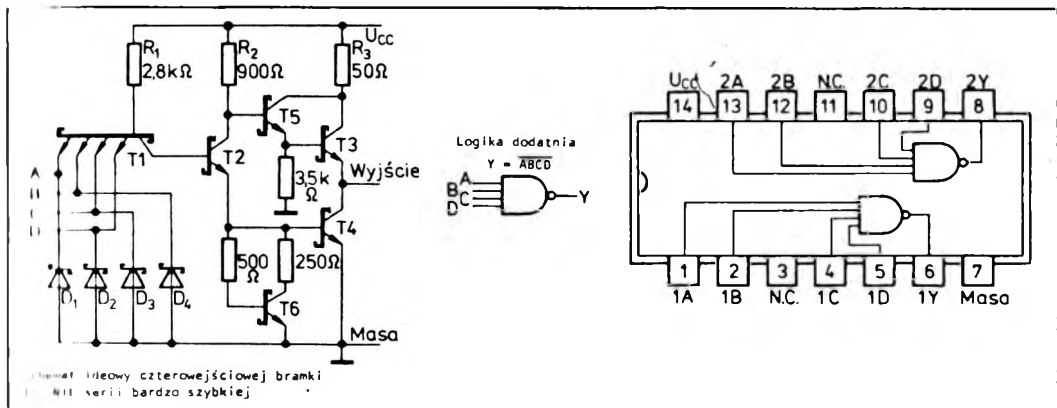 UCC
R1
2,8kΩ
R2
900Ω
R3
50Ω
T5
T1
T2
T3
3,5k
Ω
Wyjście
A
D
T4
500
Ω
250Ω
D1
D2
D3
D4
T6
Masa
ideowy czterowejściowej bramki
serii bardzo szybkiej
Logika dodatnia
Y = ABCD
A
B
C
D
Y
UCC 2A 2B N.C. 2C 2D 2Y
14 13 12 11 10 9 8
1 2 3 4 5 6 7
1A 1B N.C. 1C 1D 1Y Masa